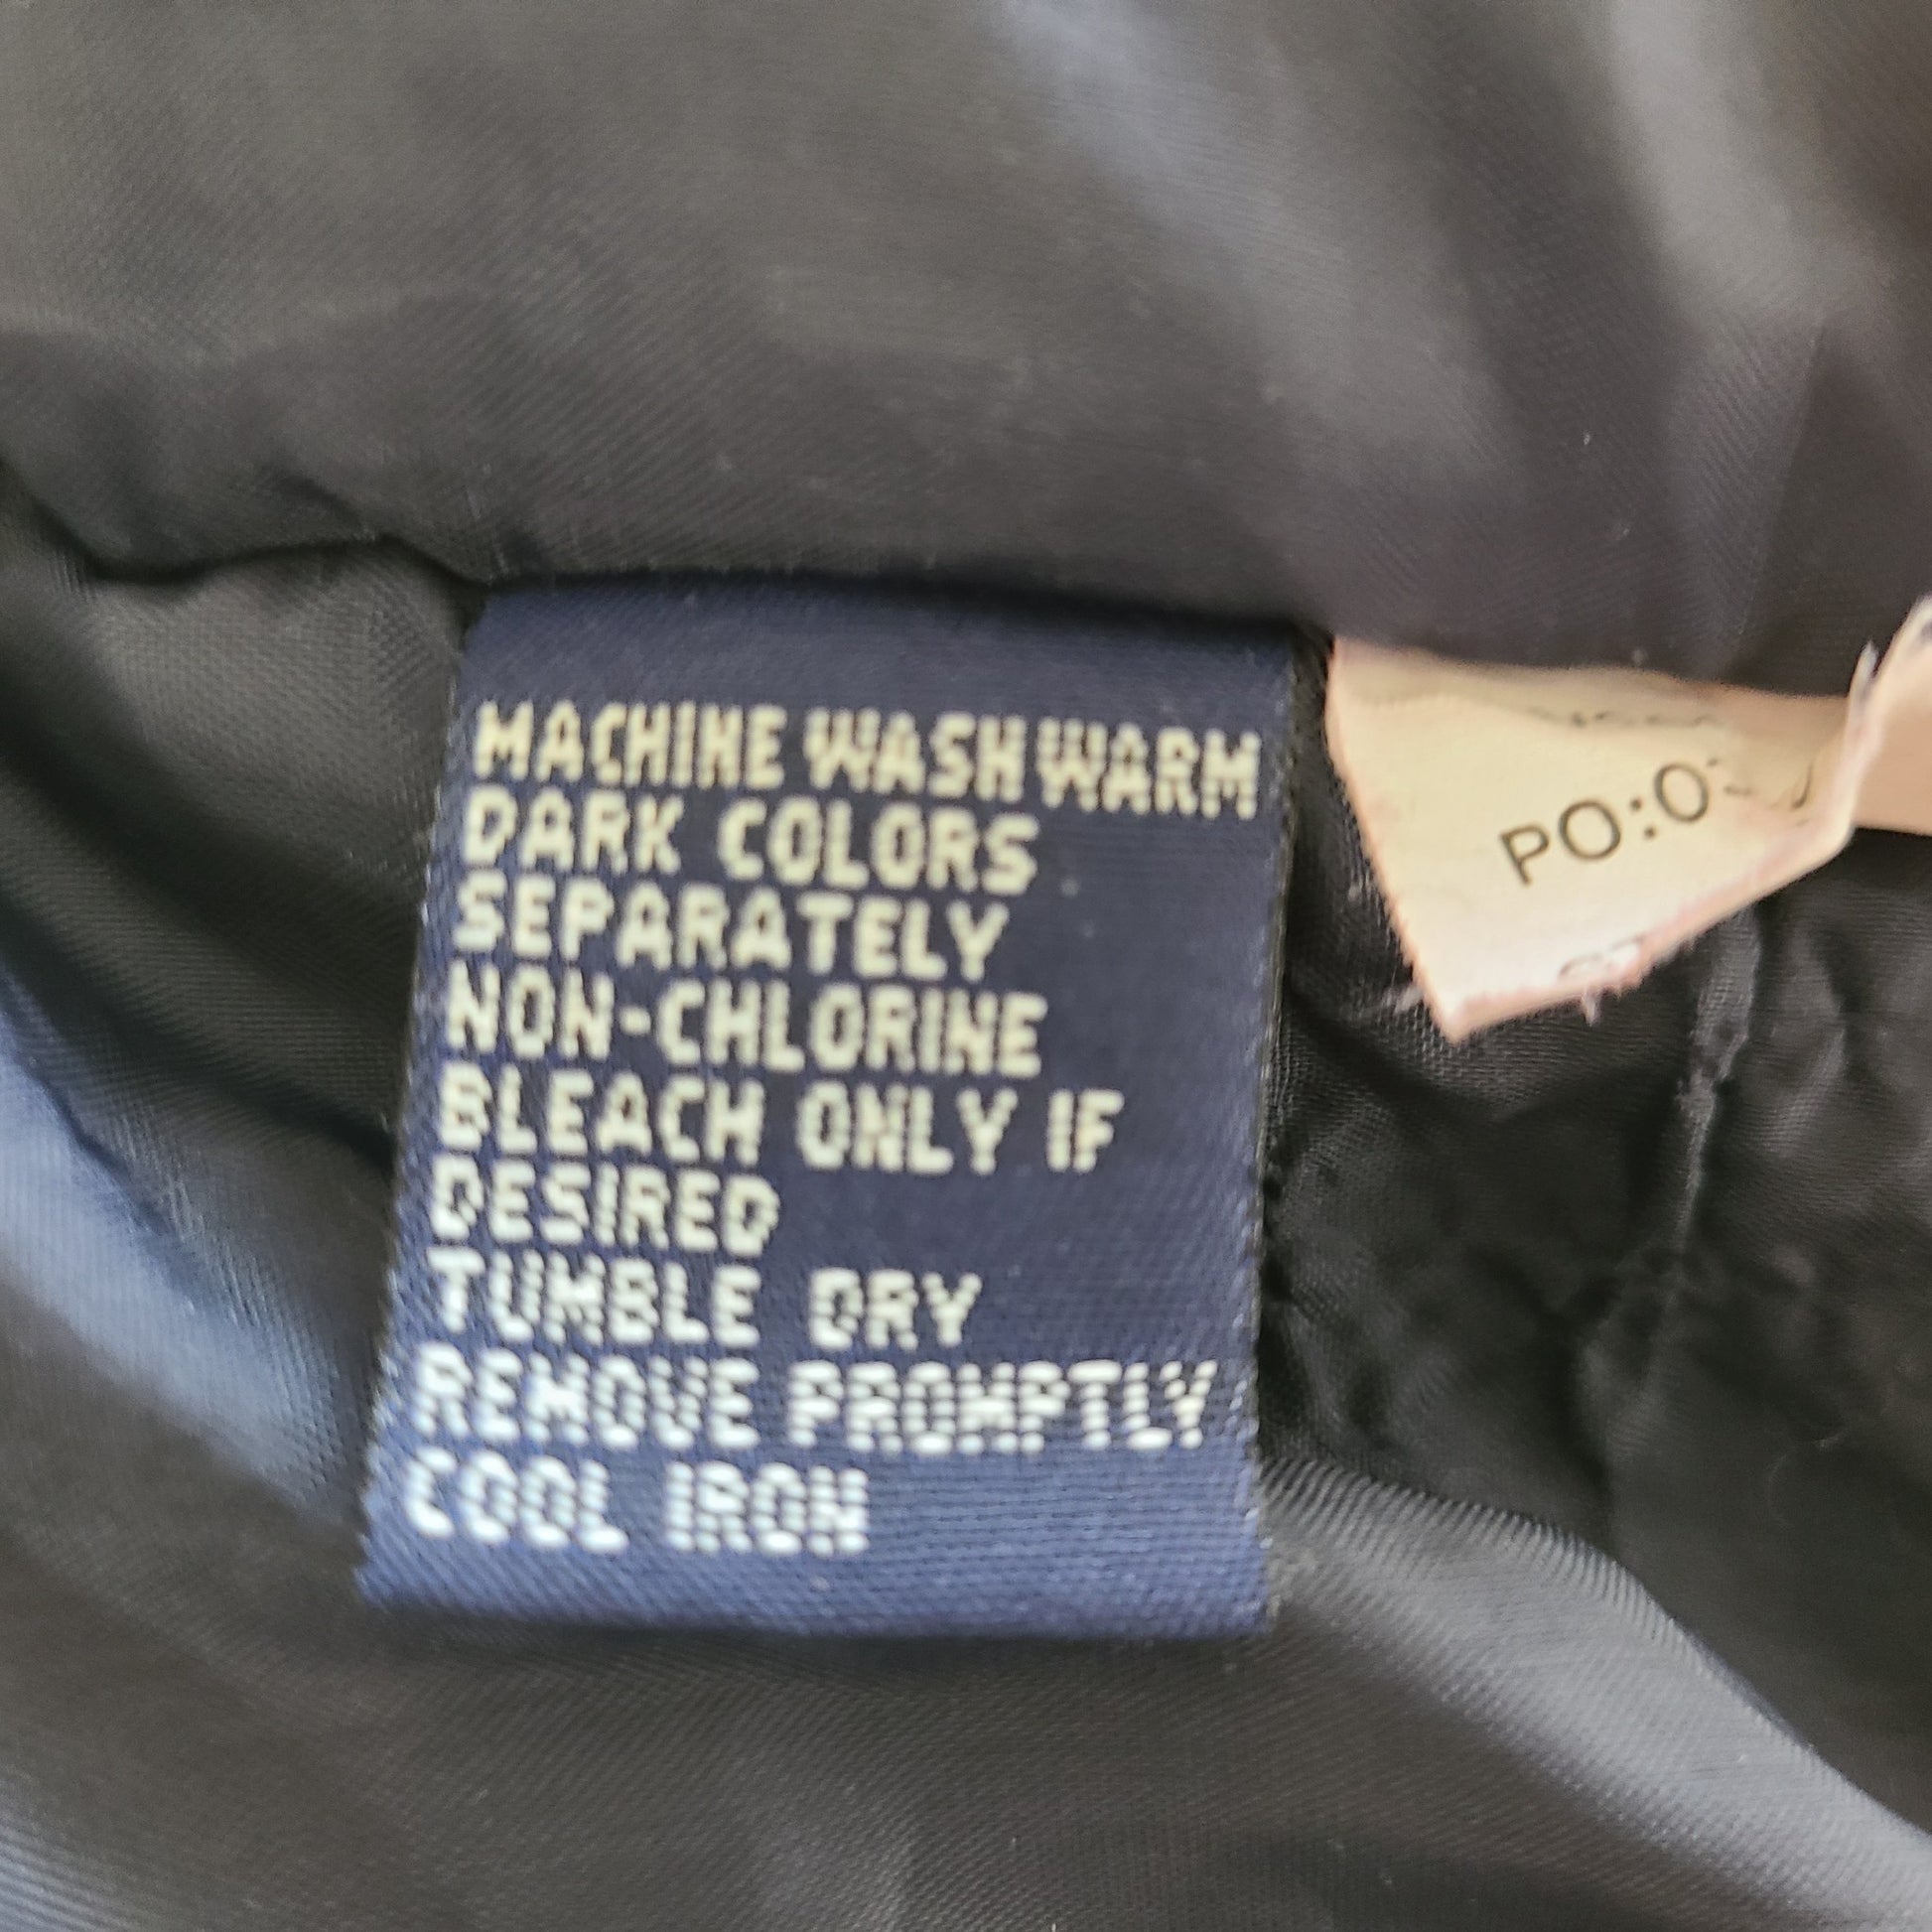 MACHINE WASH WARM
DARK COLORS
SEPARATELY
NON-CHLORINE
BLEACH ONLY IF
DESIRED
TUMBLE DRY
REMOVE PROMPTLY
COOL IRON